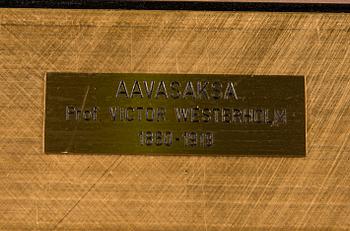 AAVASAKSA
Prof. VICTOR WESTERHOLM
1860-1919